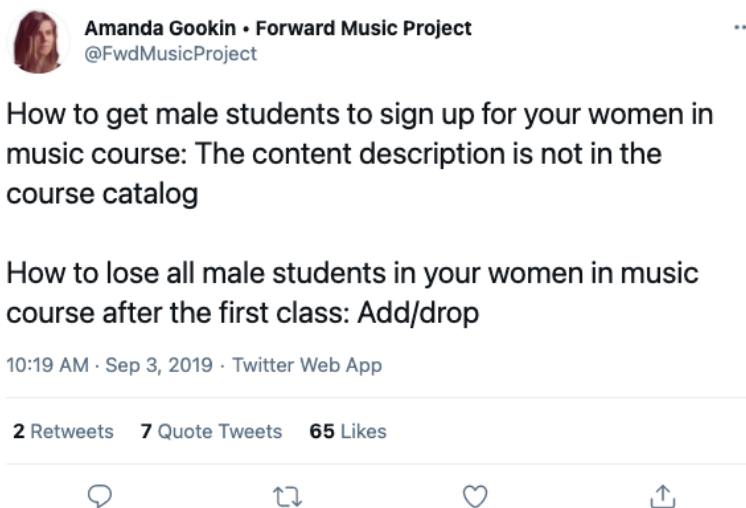 Amanda Gookin • Forward Music Project
@FwdMusicProject
How to get male students to sign up for your women in
music course: The content description is not in the
course catalog
How to lose all male students in your women in music
course after the first class: Add/drop
10:19 AM · Sep 3, 2019 · Twitter Web App
2 Retweets 7 Quote Tweets 65 Likes